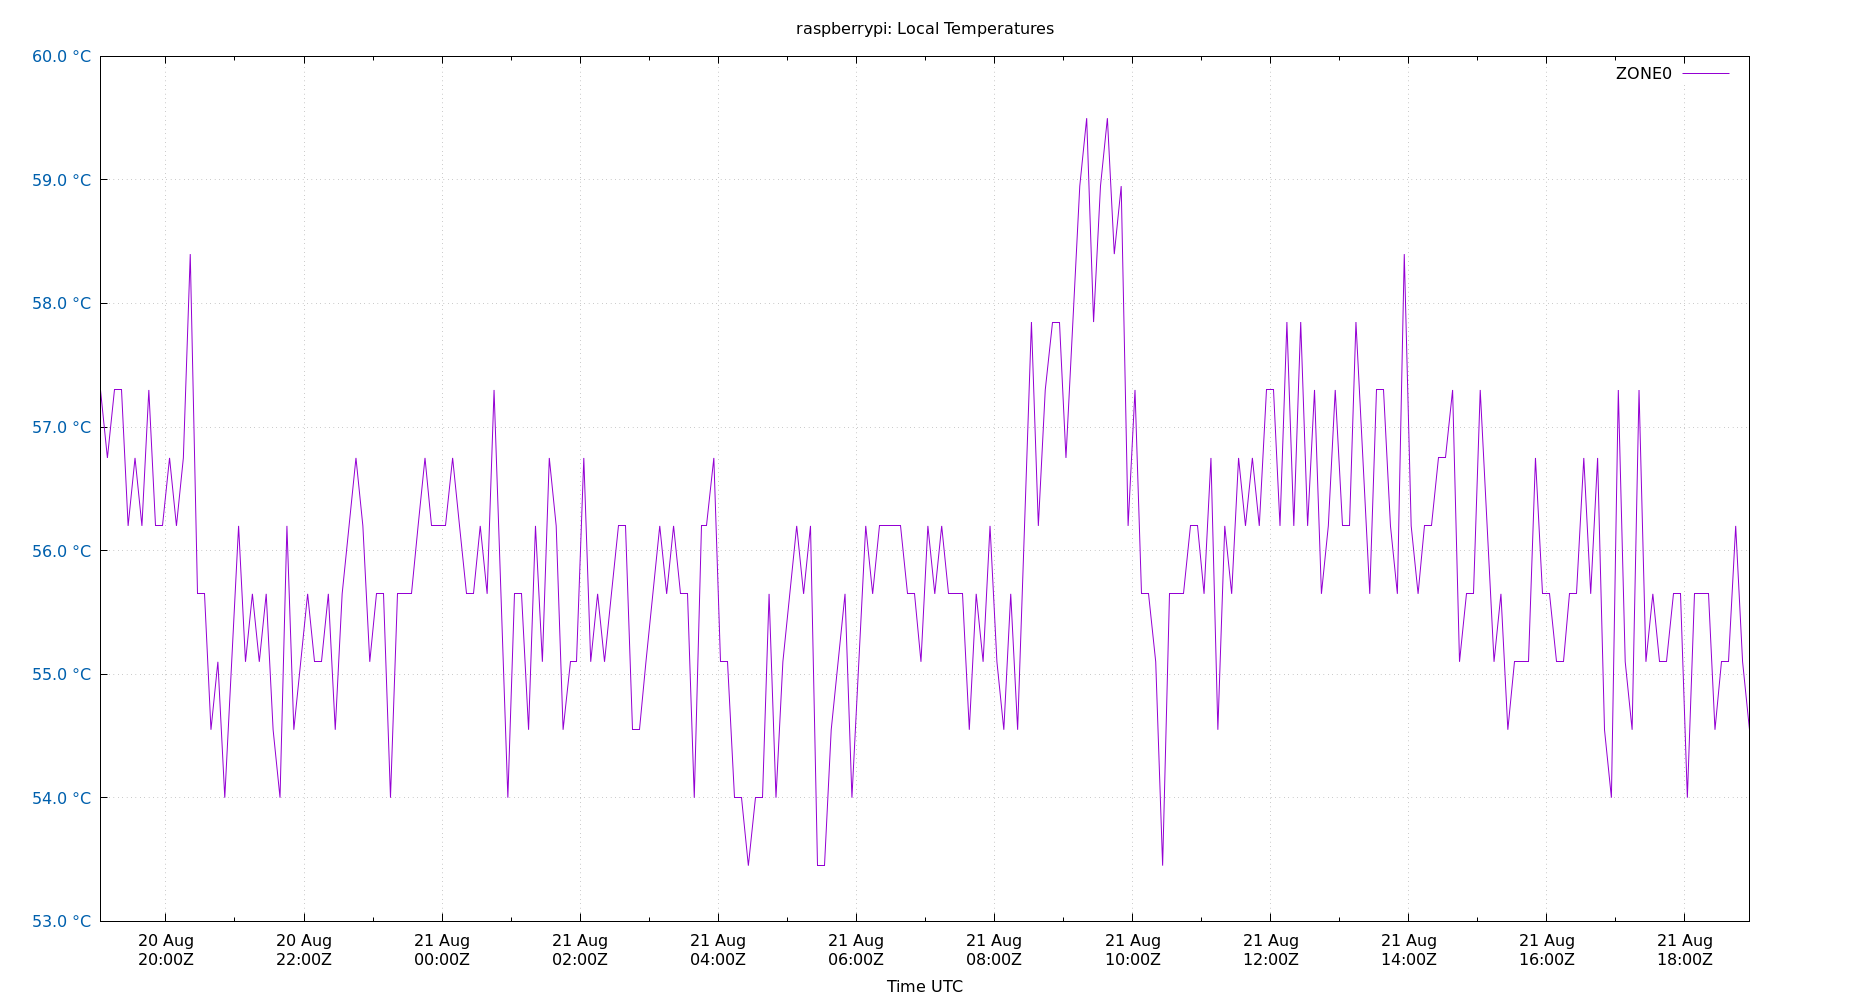 raspberrypi: Local Temperatures
60.0 °C
ZONE0
59.0 °C
58.0 °C
57.0 °C
56.0 °C
55.0 °C
54.0 °C
53.0 °C
20 Aug 20 Aug 21 Aug 21 Aug 21 Aug 21 Aug 21 Aug 21 Aug 21 Aug 21 Aug 21 Aug 21 Aug
20:00Z 22:00Z 00:00Z 02:00Z 04:00Z 06:00Z 08:00Z 10:00Z 12:00Z 14:00Z 16:00Z 18:00Z
Time UTC